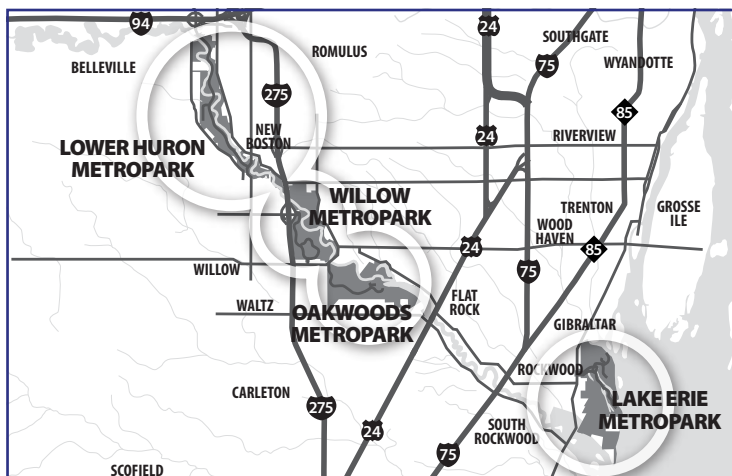 94
24
SOUTHGATE
ROMULUS
BELLEVILLE
75
WYANDOTTE
275
85
NEW
BOSTON
24
RIVERVIEW
LOWER HURON
METROPARK
WILLOW
METROPARK
TRENTON
GROSSE
ILE
WOOD
HAVEN
24
85
WILLOW
75
FLAT
ROCK
WALTZ
OAKWOODS
METROPARK
GIBRALTAR
ROCKWOOD
CARLETON
275
LAKE ERIE
METROPARK
24
SOUTH
ROCKWOOD
75
SCOFIELD